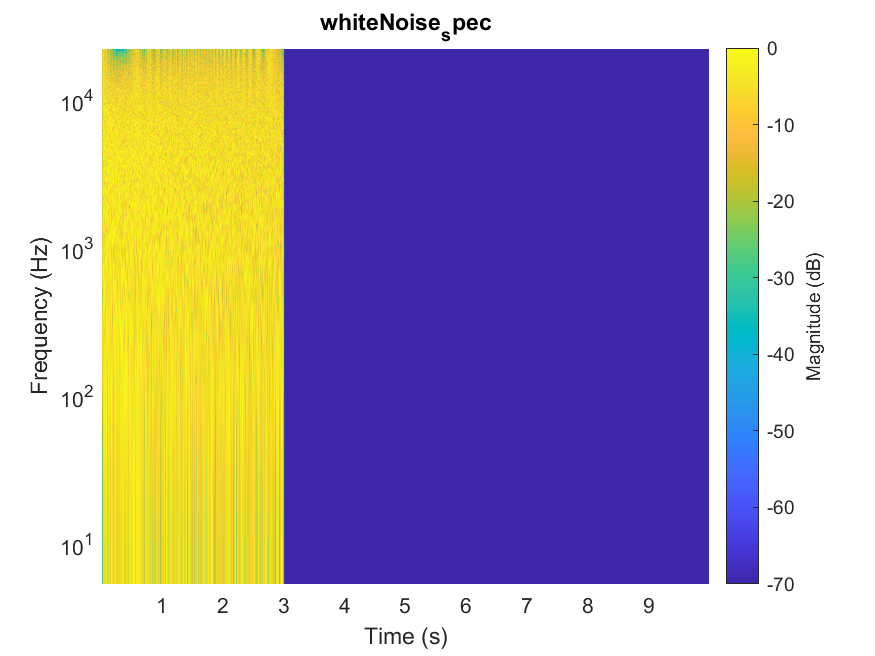 whiteNoise_spec
10^4
10^3
10^2
10^1
Frequency (Hz)
1 2 3 4 5 6 7 8 9
Time (s)
0
-10
-20
-30
-40
-50
-60
-70
Magnitude (dB)